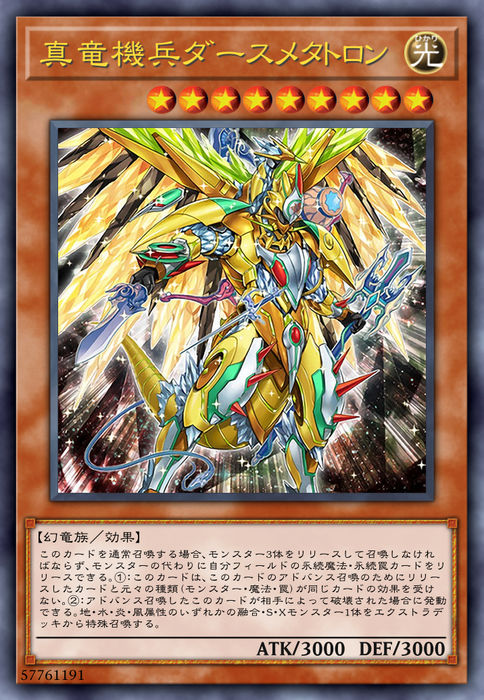 真竜機兵ダースメタトロン
ひかり
光
【幻竜族/効果】
このカードを通常召喚する場合、モンスター3体をリリースして召喚しなけれ
ばならず、モンスターの代わりに自分フィールドの永続魔法・永続罠カードをリ
リースできる。①:このカードは、このカードのアドバンス召喚のためにリリー
スしたカードと元々の種類(モンスター・魔法・罠)が同じカードの効果を受け
ない。②:アドバンス召喚したこのカードが相手によって破壊された場合に発動
できる。地・水・炎・風属性のいずれかの融合・S・Xモンスター1体をエクストラデ
ッキから特殊召喚する。
ATK/3000 DEF/3000
57761191